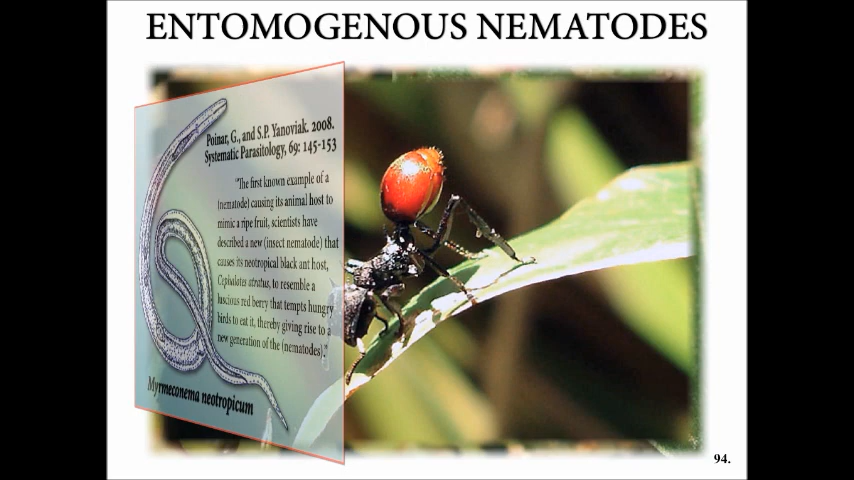 ENTOMOGENOUS NEMATODES
Poinar, G., and S.P. Yanoviak. 2008.
Systematic Parasitology, 69: 145-153
"The first known example of a
(nematode) causing its animal host to
mimic a ripe fruit, scientists have
described a new (insect nematode) that
causes its neotropical black ant host,
Cephalotes atratus, to resemble a
luscious red berry that tempts hungry
birds to eat it, thereby giving rise to a
new generation of the (nematodes)."
Myrmeconema neotropicum
94.